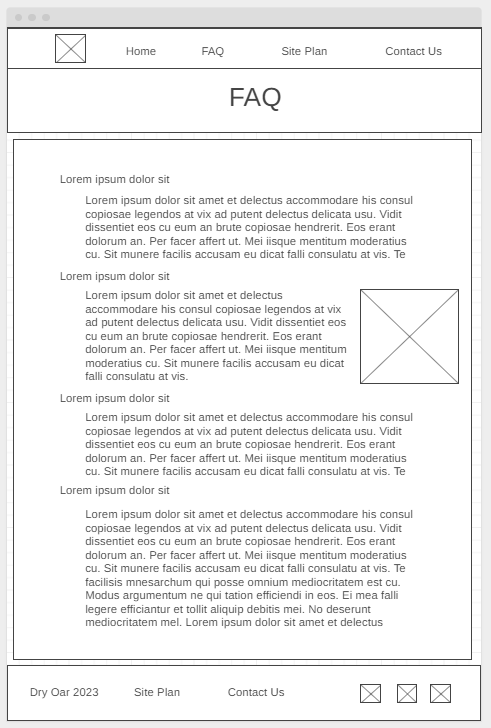 Home FAQ Site Plan Contact Us
FAQ
Lorem ipsum dolor sit
Lorem ipsum dolor sit amet et delectus accommodare his consul
copiosae legendos at vix ad putent delectus delicata usu. Vidit
dissentiet eos cu eum an brute copiosae hendrerit. Eos erant
dolorum an. Per facer affert ut. Mei iisque mentitum moderatius
cu. Sit munere facilis accusam eu dicat falli consulatu at vis. Te
Lorem ipsum dolor sit
Lorem ipsum dolor sit amet et delectus
accommodare his consul copiosae legendos at vix
ad putent delectus delicata usu. Vidit dissentiet eos
cu eum an brute copiosae hendrerit. Eos erant
dolorum an. Per facer affert ut. Mei iisque mentitum
moderatius cu. Sit munere facilis accusam eu dicat
falli consulatu at vis.
Lorem ipsum dolor sit
Lorem ipsum dolor sit amet et delectus accommodare his consul
copiosae legendos at vix ad putent delectus delicata usu. Vidit
dissentiet eos cu eum an brute copiosae hendrerit. Eos erant
dolorum an. Per facer affert ut. Mei iisque mentitum moderatius
cu. Sit munere facilis accusam eu dicat falli consulatu at vis. Te
Lorem ipsum dolor sit
Lorem ipsum dolor sit amet et delectus accommodare his consul
copiosae legendos at vix ad putent delectus delicata usu. Vidit
dissentiet eos cu eum an brute copiosae hendrerit. Eos erant
dolorum an. Per facer affert ut. Mei iisque mentitum moderatius
cu. Sit munere facilis accusam eu dicat falli consulatu at vis. Te
facilisis mnesarchum qui posse omnium mediocritatem est cu.
Modus argumentum ne qui tation efficiendi in eos. Ei mea falli
legere efficiantur et tollit aliquip debitis mei. No deserunt
mediocritatem mel. Lorem ipsum dolor sit amet et delectus
Dry Oar 2023 Site Plan Contact Us